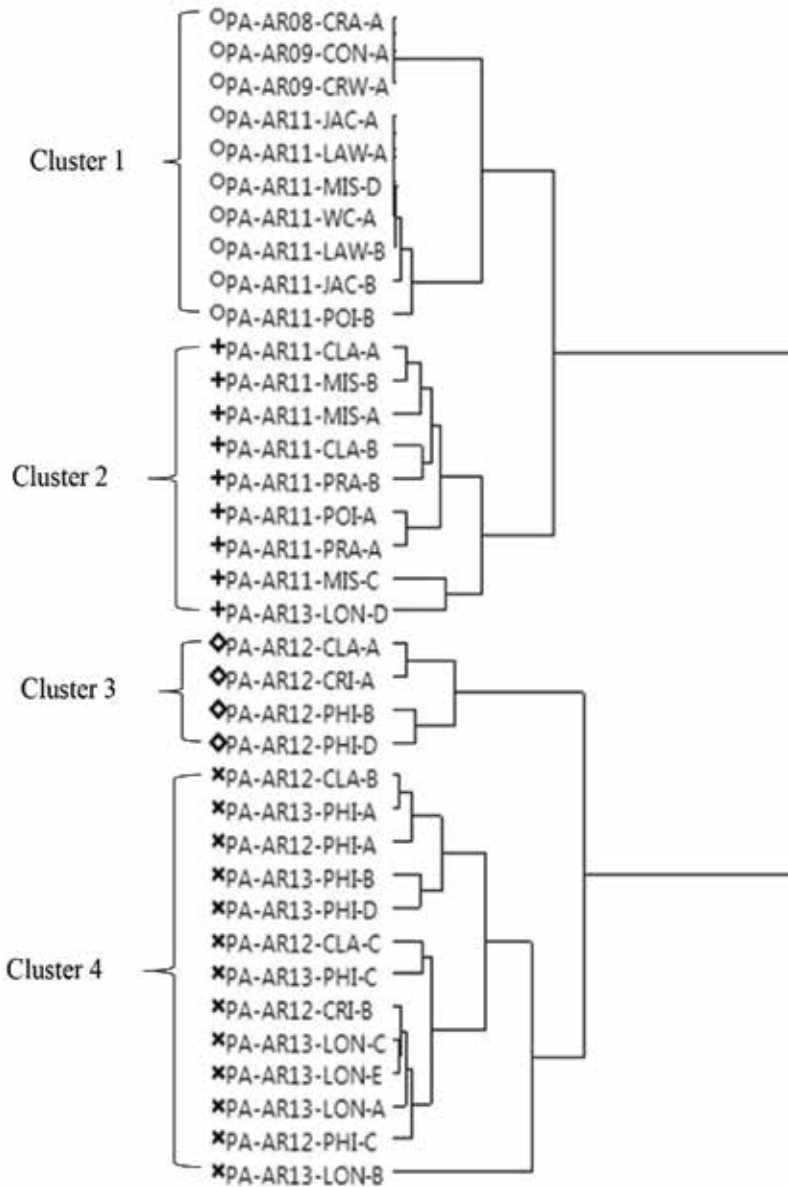 PA-AR08-CRA-A
PA-AR09-CON-A
PA-AR09-CRW-A
PA-AR11-JAC-A
Cluster 1
PA-AR11-LAW-A
PA-AR11-MIS-D
PA-AR11-WC-A
PA-AR11-LAW-B
PA-AR11-JAC-B
PA-AR11-POI-B
PA-AR11-CLA-A
PA-AR11-MIS-B
PA-AR11-MIS-A
PA-AR11-CLA-B
Cluster 2
PA-AR11-PRA-B
PA-AR11-POI-A
PA-AR11-PRA-A
PA-AR11-MIS-C
PA-AR13-LON-D
PA-AR12-CLA-A
PA-AR12-CRI-A
Cluster 3
PA-AR12-PHI-B
PA-AR12-PHI-D
PA-AR12-CLA-B
PA-AR13-PHI-A
PA-AR12-PHI-A
PA-AR13-PHI-B
PA-AR13-PHI-D
PA-AR12-CLA-C
Cluster 4
PA-AR13-PHI-C
PA-AR12-CRI-B
PA-AR13-LON-C
PA-AR13-LON-E
PA-AR13-LON-A
PA-AR12-PHI-C
PA-AR13-LON-B